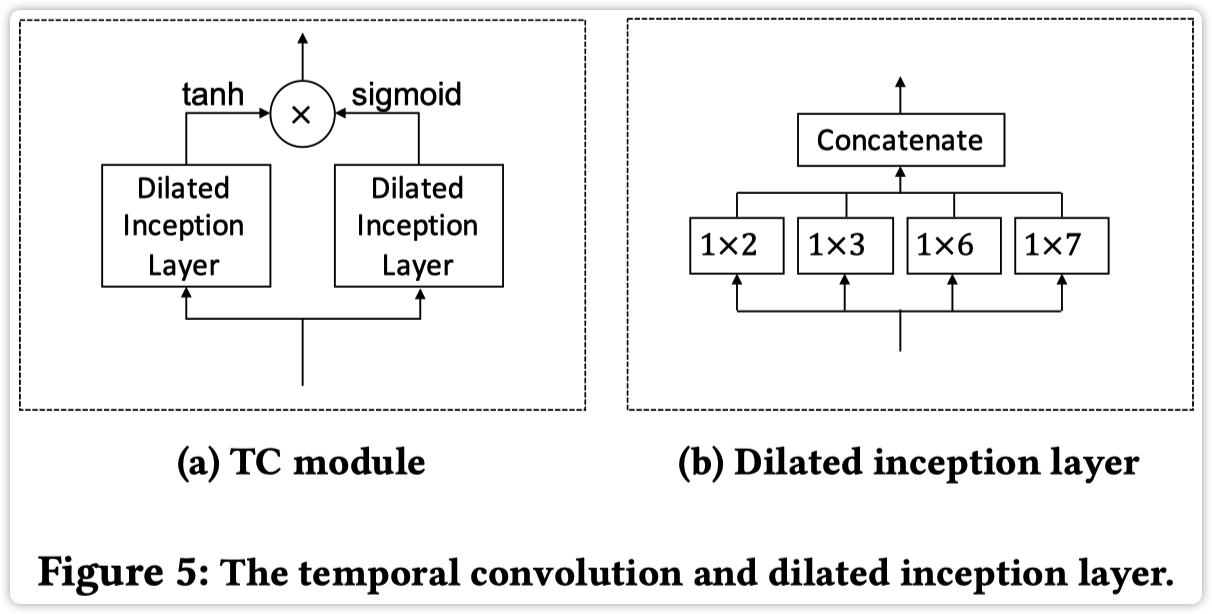 tanh
×
sigmoid
Dilated
Inception
Layer
Dilated
Inception
Layer
(a) TC module
Concatenate
1×2
1×3
1×6
1×7
(b) Dilated inception layer
Figure 5: The temporal convolution and dilated inception layer.